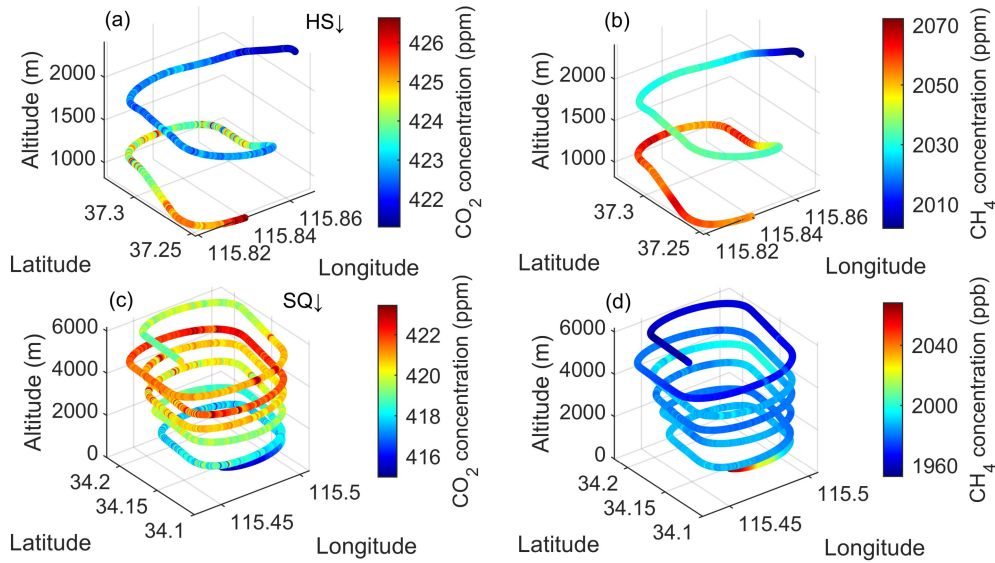 (a)
HS↓
2000
1500
1000
Altitude (m)
37.3
37.25
Latitude
115.82
115.84
115.86
Longitude
426
425
424
423
422
CO2 concentration (ppm)
(b)
2000
1500
1000
Altitude (m)
37.3
37.25
Latitude
115.82
115.84
115.86
Longitude
2070
2050
2030
2010
CH4 concentration (ppm)
(c)
SQ↓
6000
4000
2000
0
Altitude (m)
34.2
34.15
34.1
Latitude
115.45
115.5
Longitude
422
420
418
416
CO2 concentration (ppm)
(d)
6000
4000
2000
0
Altitude (m)
34.2
34.15
34.1
Latitude
115.45
115.5
Longitude
2040
2000
1960
CH4 concentration (ppb)